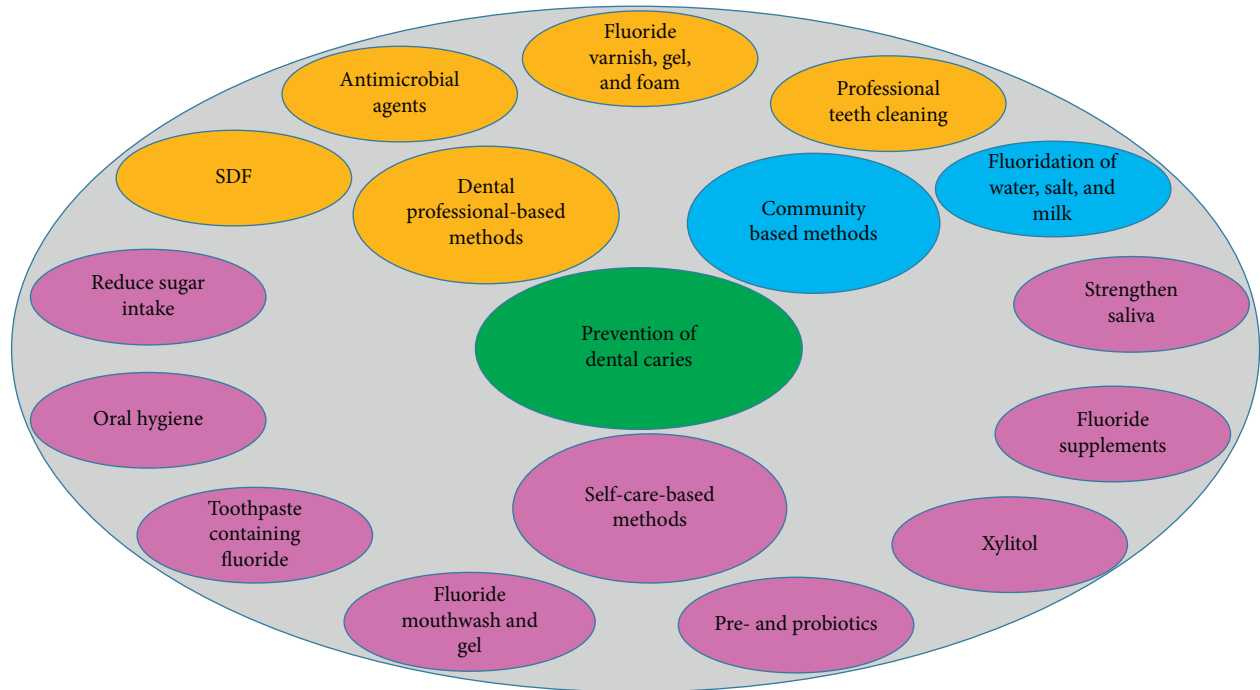 Fluoride
varnish, gel,
and foam
Antimicrobial
agents
Professional
teeth cleaning
SDF
Dental
professional-based
methods
Community
based methods
Fluoridation of
water, salt, and
milk
Reduce sugar
intake
Strengthen
saliva
Prevention of
dental caries
Oral hygiene
Fluoride
supplements
Self-care-based
methods
Toothpaste
containing
fluoride
Xylitol
Fluoride
mouthwash and
gel
Pre- and probiotics